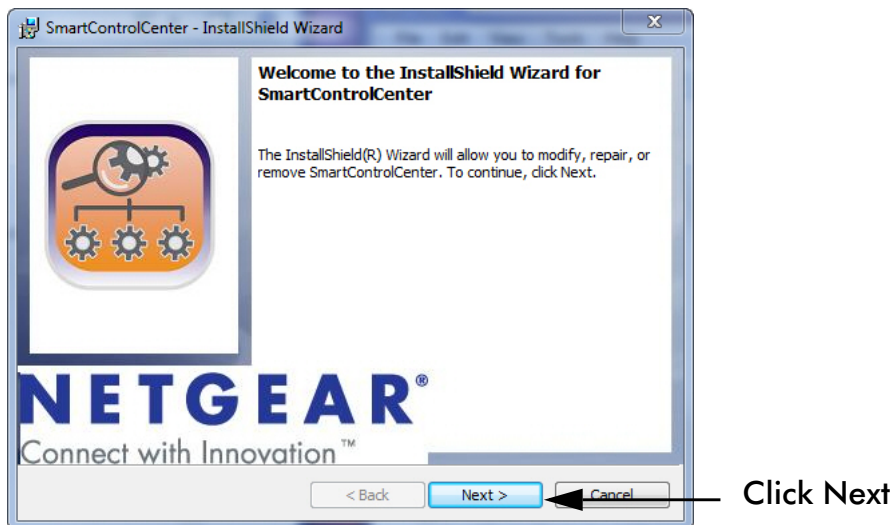 SmartControlCenter - InstallShield Wizard
Welcome to the InstallShield Wizard for
SmartControlCenter
The InstallShield(R) Wizard will allow you to modify, repair, or
remove SmartControlCenter. To continue, click Next.
NETGEAR®
Connect with Innovation™
< Back Next > Cancel
Click Next